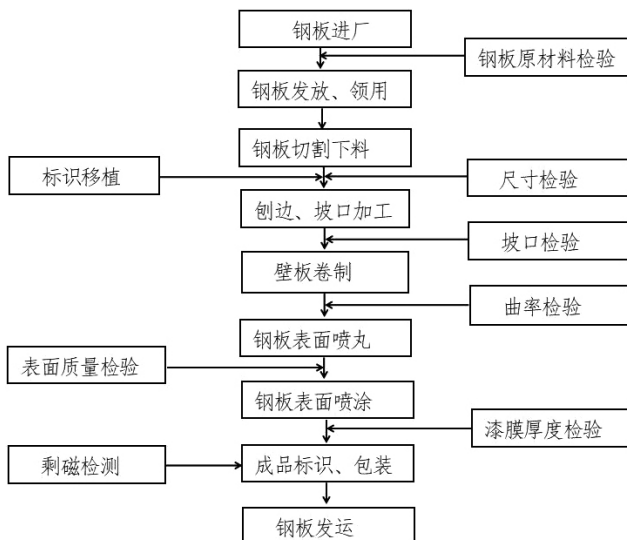 钢板进厂
钢板原材料检验
钢板发放、领用
钢板切割下料
标识移植
尺寸检验
刨边、坡口加工
坡口检验
壁板卷制
曲率检验
钢板表面喷丸
表面质量检验
钢板表面喷涂
漆膜厚度检验
剩磁检测
成品标识、包装
钢板发运